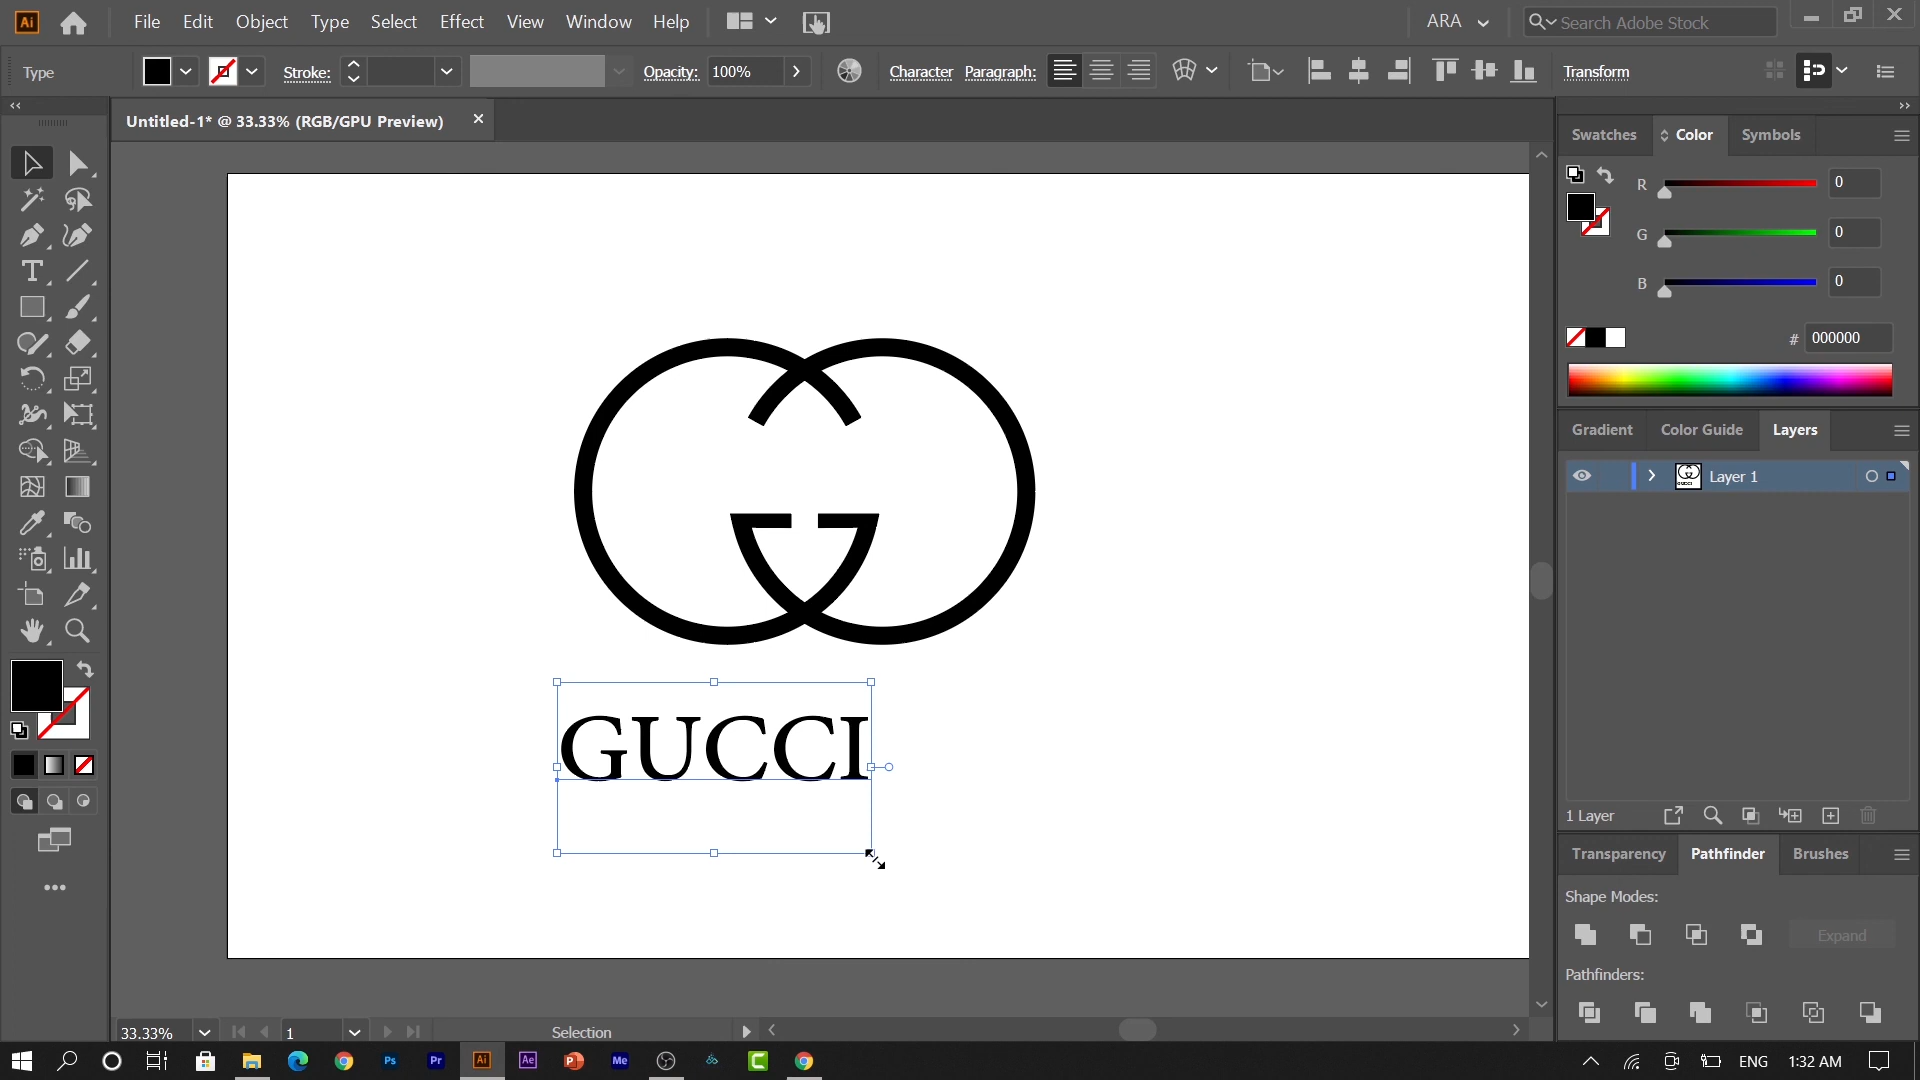 File Edit Object Type Select Effect View Window Help ARA Search Adobe Stock
Type Stroke: Opacity: 100% Character Paragraph: Transform
Untitled-1* @ 33.33% (RGB/GPU Preview)
Swatches Color Symbols
R 0
G 0
B 0
# 000000
Gradient Color Guide Layers
Layer 1
GUCCI
1 Layer
Transparency Pathfinder Brushes
Shape Modes:
Expand
Pathfinders:
33.33% 1 Selection
ENG 1:32 AM